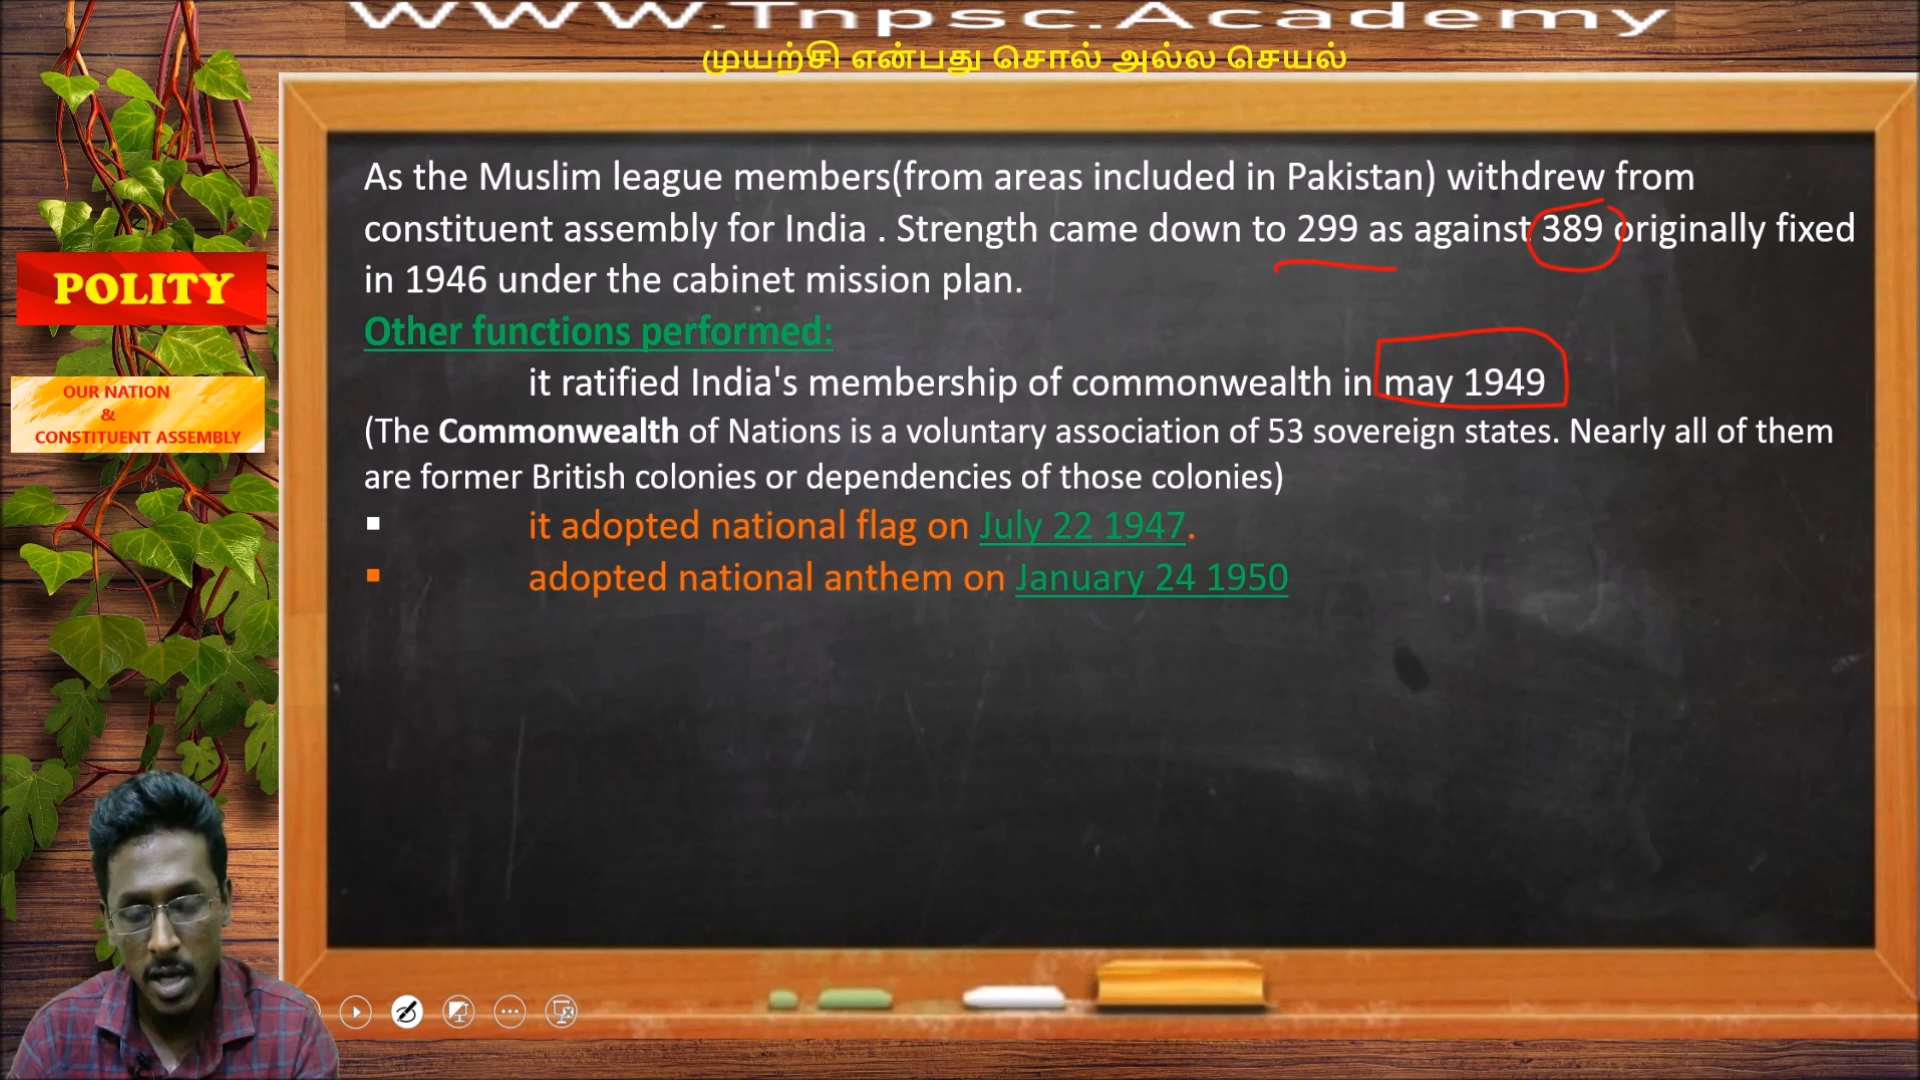 WWW.Tnpsc.Academy
முயற்சி என்பது சொல் அல்ல செயல்
As the Muslim league members(from areas included in Pakistan) withdrew from
constituent assembly for India . Strength came down to 299 as against 389 originally fixed
in 1946 under the cabinet mission plan.
POLITY
Other functions performed:
it ratified India's membership of commonwealth in may 1949
OUR NATION
&
CONSTITUENT ASSEMBLY
(The Commonwealth of Nations is a voluntary association of 53 sovereign states. Nearly all of them
are former British colonies or dependencies of those colonies)
▪ it adopted national flag on July 22 1947.
▪ adopted national anthem on January 24 1950